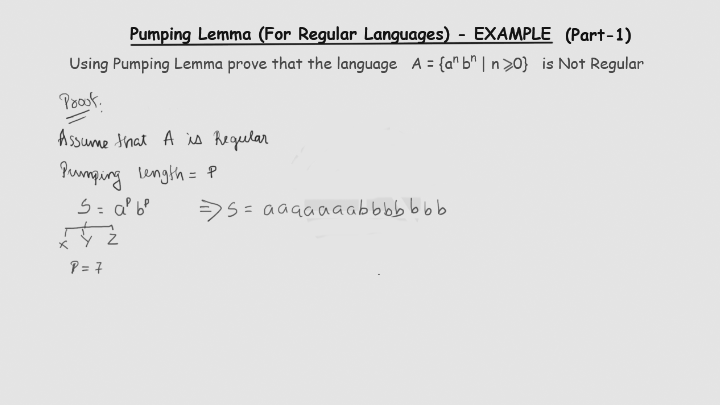 Pumping Lemma (For Regular Languages) - EXAMPLE (Part-1)
Using Pumping Lemma prove that the language A = {aⁿ bⁿ | n ⩾0} is Not Regular
Proof:
Assume that A is Regular
Pumping length = P
S = aᴾ bᴾ ⇒ S = aaaaaaabbbbbbb
X Y Z
P = 7